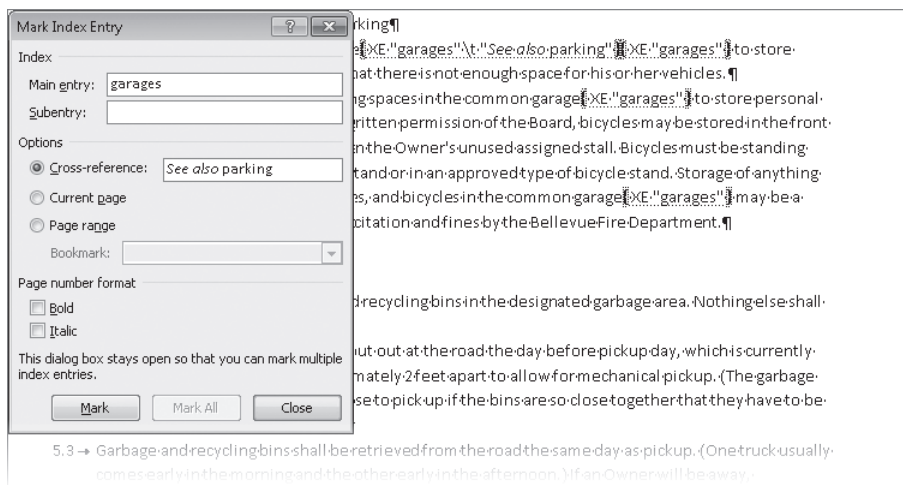 Mark Index Entry
Index
Main entry: garages
Subentry:
Options
Cross-reference: See also parking
Current page
Page range
Bookmark:
Page number format
Bold
Italic
This dialog box stays open so that you can mark multiple
index entries.
Mark Mark All Close
rking¶
{·XE·"garages"·\t·"See·also·parking"·}{·XE·"garages"·}·to·store·
at·there·is·not·enough·space·for·his·or·her·vehicles.·¶
g·spaces·in·the·common·garage{·XE·"garages"·}·to·store·personal·
ritten·permission·of·the·Board,·bicycles·may·be·stored·in·the·front·
n·the·Owner's·unused·assigned·stall.·Bicycles·must·be·standing·
tand·or·in·an·approved·type·of·bicycle·stand.·Storage·of·anything·
s,·and·bicycles·in·the·common·garage{·XE·"garages"·}·may·be·a·
citation·and·fines·by·the·Bellevue·Fire·Department.¶
d·recycling·bins·in·the·designated·garbage·area.·Nothing·else·shall·
ut·out·at·the·road·the·day·before·pickup·day,·which·is·currently·
mately·2·feet·apart·to·allow·for·mechanical·pickup.·(The·garbage·
se·to·pick·up·if·the·bins·are·so·close·together·that·they·have·to·be·
5.3→Garbage·and·recycling·bins·shall·be·retrieved·from·the·road·the·same·day·as·pickup.·(One·truck·usually·
comes·early·in·the·morning·and·the·other·early·in·the·afternoon.)·If·an·Owner·will·be·away,·